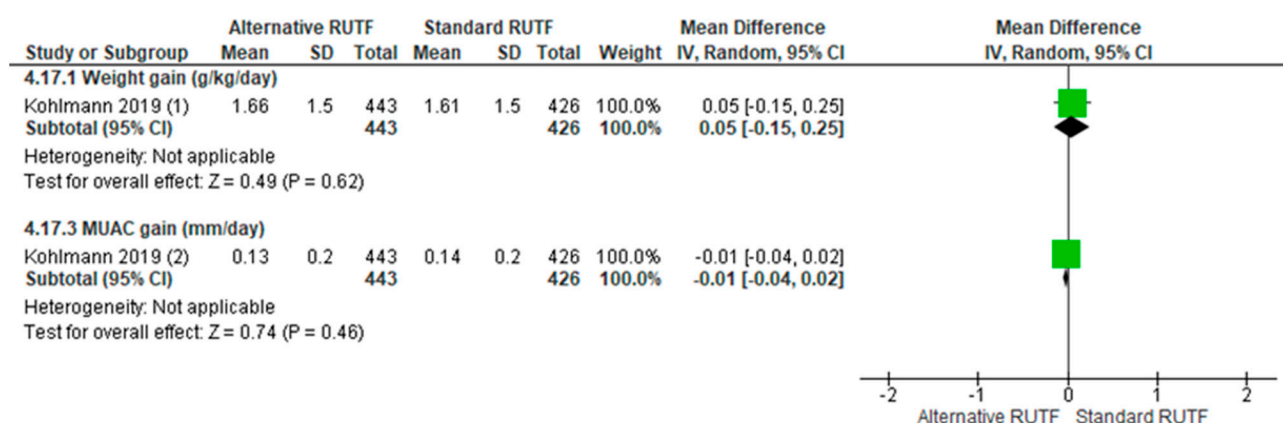 Alternative RUTF Standard RUTF Mean Difference Mean Difference
Study or Subgroup Mean SD Total Mean SD Total Weight IV, Random, 95% CI IV, Random, 95% CI
4.17.1 Weight gain (g/kg/day)
Kohlmann 2019 (1) 1.66 1.5 443 1.61 1.5 426 100.0% 0.05 [-0.15, 0.25]
Subtotal (95% CI) 443 426 100.0% 0.05 [-0.15, 0.25]
Heterogeneity: Not applicable
Test for overall effect: Z = 0.49 (P = 0.62)
4.17.3 MUAC gain (mm/day)
Kohlmann 2019 (2) 0.13 0.2 443 0.14 0.2 426 100.0% -0.01 [-0.04, 0.02]
Subtotal (95% CI) 443 426 100.0% -0.01 [-0.04, 0.02]
Heterogeneity: Not applicable
Test for overall effect: Z = 0.74 (P = 0.46)
-2 -1 0 1 2
Alternative RUTF Standard RUTF